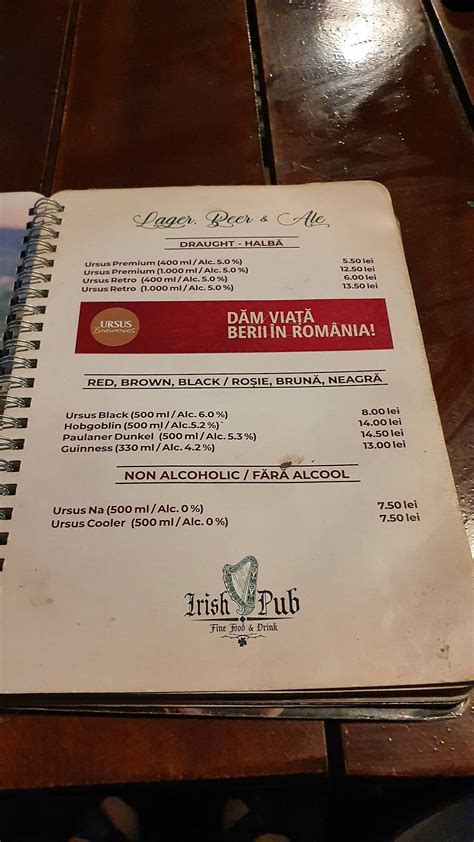 Lager, Beer & Ale
DRAUGHT - HALBĂ
Ursus Premium (400 ml / Alc. 5.0 %) 5.50 lei
Ursus Premium (1.000 ml / Alc. 5.0 %) 12.50 lei
Ursus Retro (400 ml / Alc. 5.0 %) 6.00 lei
Ursus Retro (1.000 ml / Alc. 5.0 %) 13.50 lei
URSUS
Breweries
DĂM VIAȚĂ
BERII ÎN ROMÂNIA!
RED, BROWN, BLACK / ROȘIE, BRUNĂ, NEAGRĂ
Ursus Black (500 ml / Alc. 6.0 %) 8.00 lei
Hobgoblin (500 ml / Alc.5.2 %) 14.00 lei
Paulaner Dunkel (500 ml / Alc. 5.3 %) 14.50 lei
Guinness (330 ml / Alc. 4.2 %) 13.00 lei
NON ALCOHOLIC / FĂRĂ ALCOOL
Ursus Na (500 ml / Alc. 0 %) 7.50 lei
Ursus Cooler (500 ml / Alc. 0 %) 7.50 lei
Irish Pub
Fine Food & Drink